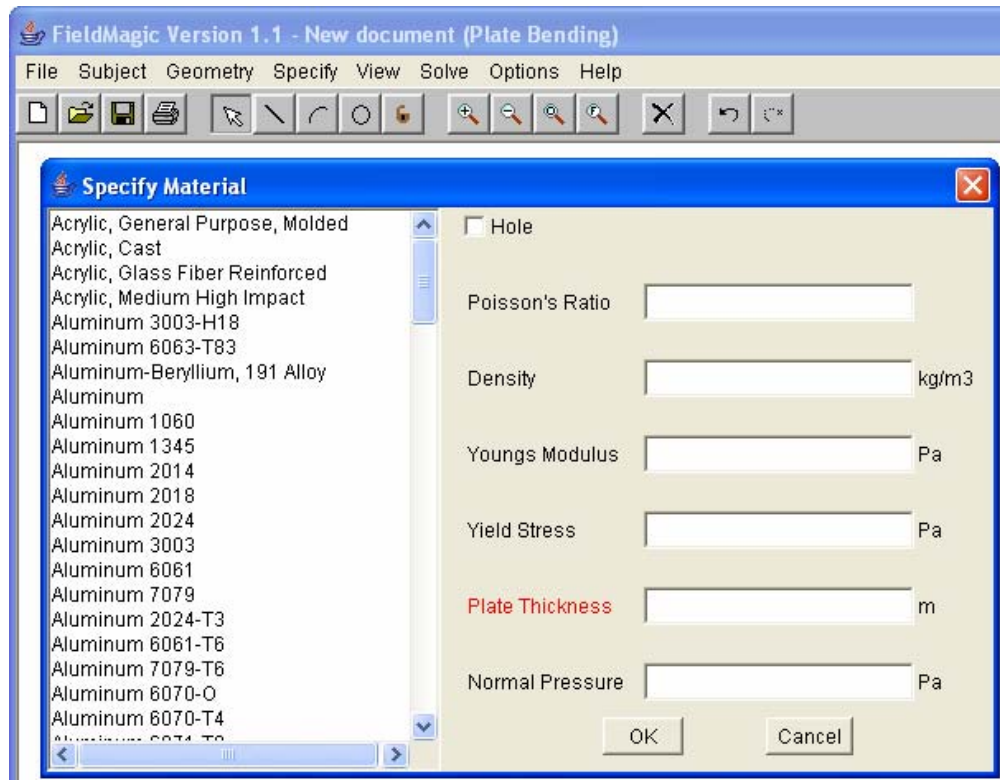 FieldMagic Version 1.1 - New document (Plate Bending)
File Subject Geometry Specify View Solve Options Help
Specify Material
Acrylic, General Purpose, Molded
Acrylic, Cast
Acrylic, Glass Fiber Reinforced
Acrylic, Medium High Impact
Aluminum 3003-H18
Aluminum 6063-T83
Aluminum-Beryllium, 191 Alloy
Aluminum
Aluminum 1060
Aluminum 1345
Aluminum 2014
Aluminum 2018
Aluminum 2024
Aluminum 3003
Aluminum 6061
Aluminum 7079
Aluminum 2024-T3
Aluminum 6061-T6
Aluminum 7079-T6
Aluminum 6070-O
Aluminum 6070-T4
Hole
Poisson's Ratio
Density kg/m3
Youngs Modulus Pa
Yield Stress Pa
Plate Thickness m
Normal Pressure Pa
OK Cancel